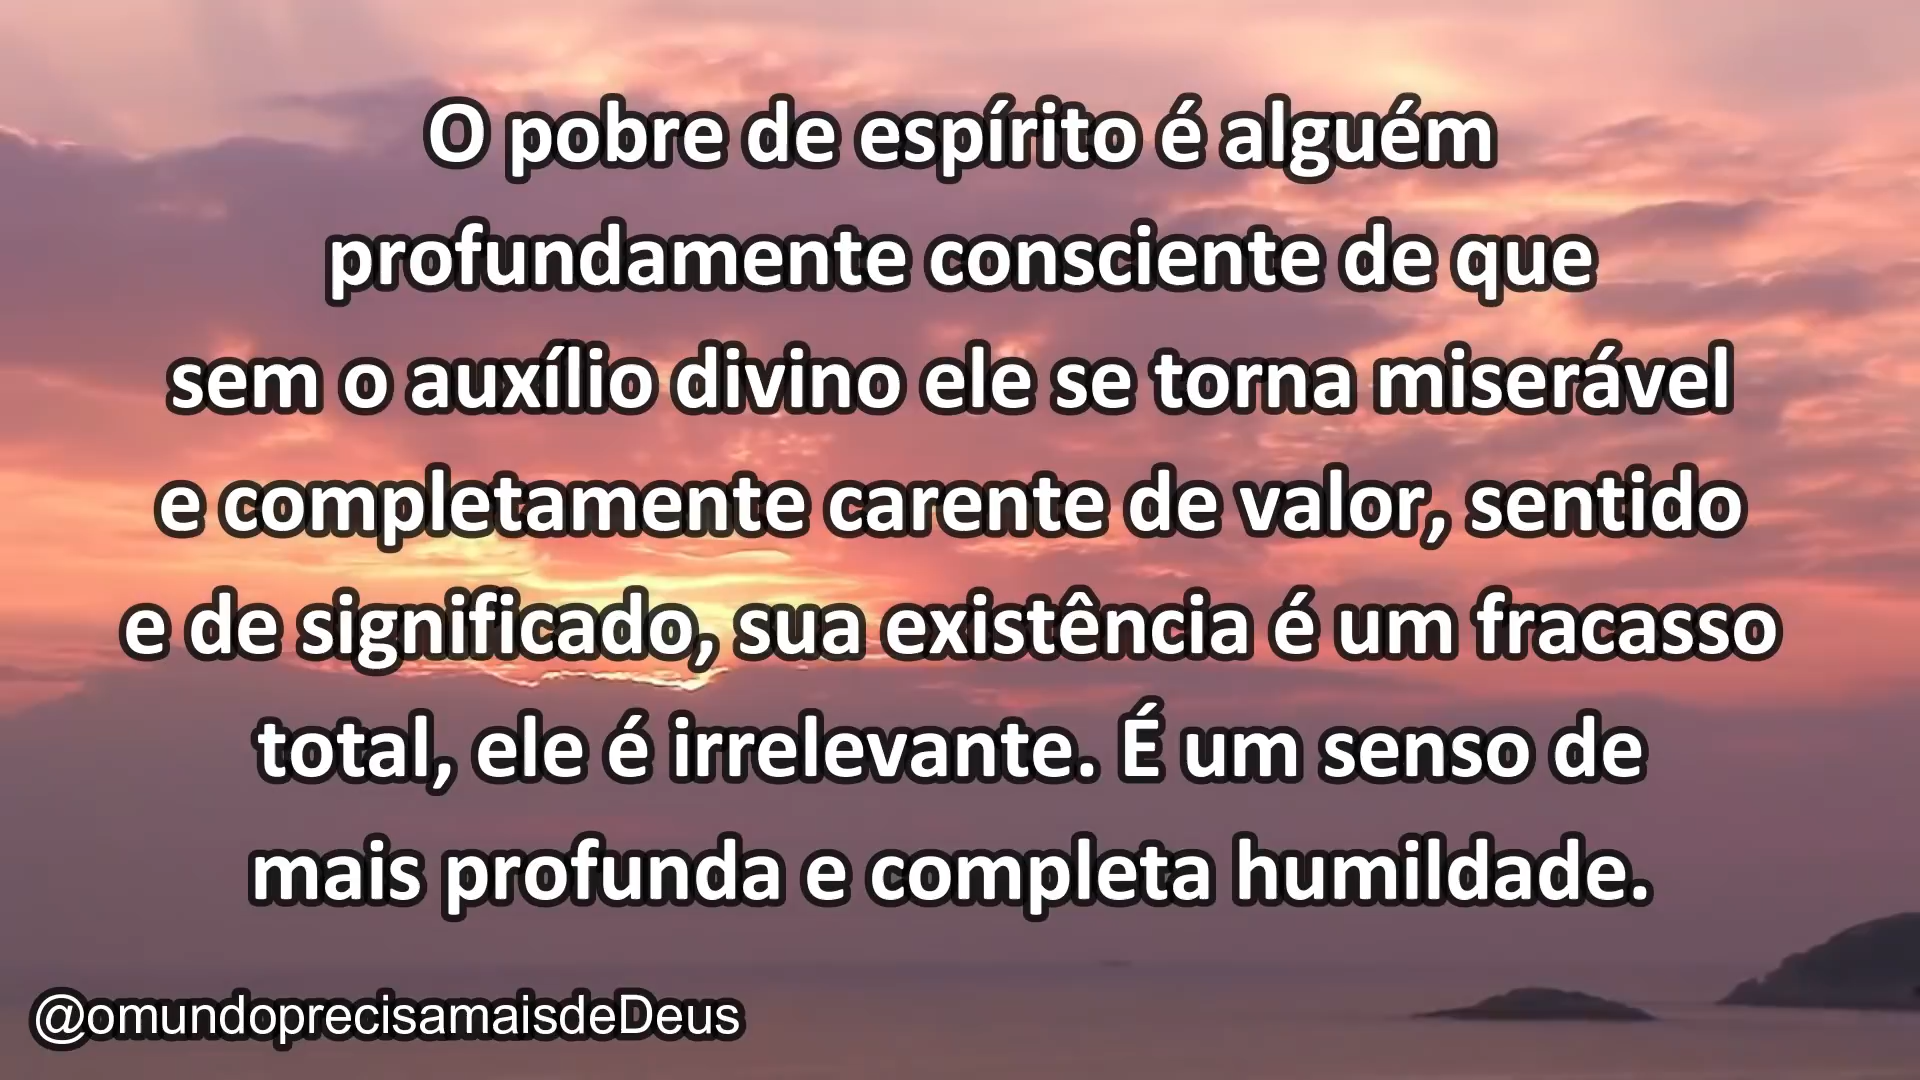 O pobre de espírito é alguém
profundamente consciente de que
sem o auxílio divino ele se torna miserável
e completamente carente de valor, sentido
e de significado, sua existência é um fracasso
total, ele é irrelevante. É um senso de
mais profunda e completa humildade.
@omundoprecisamaisdeDeus